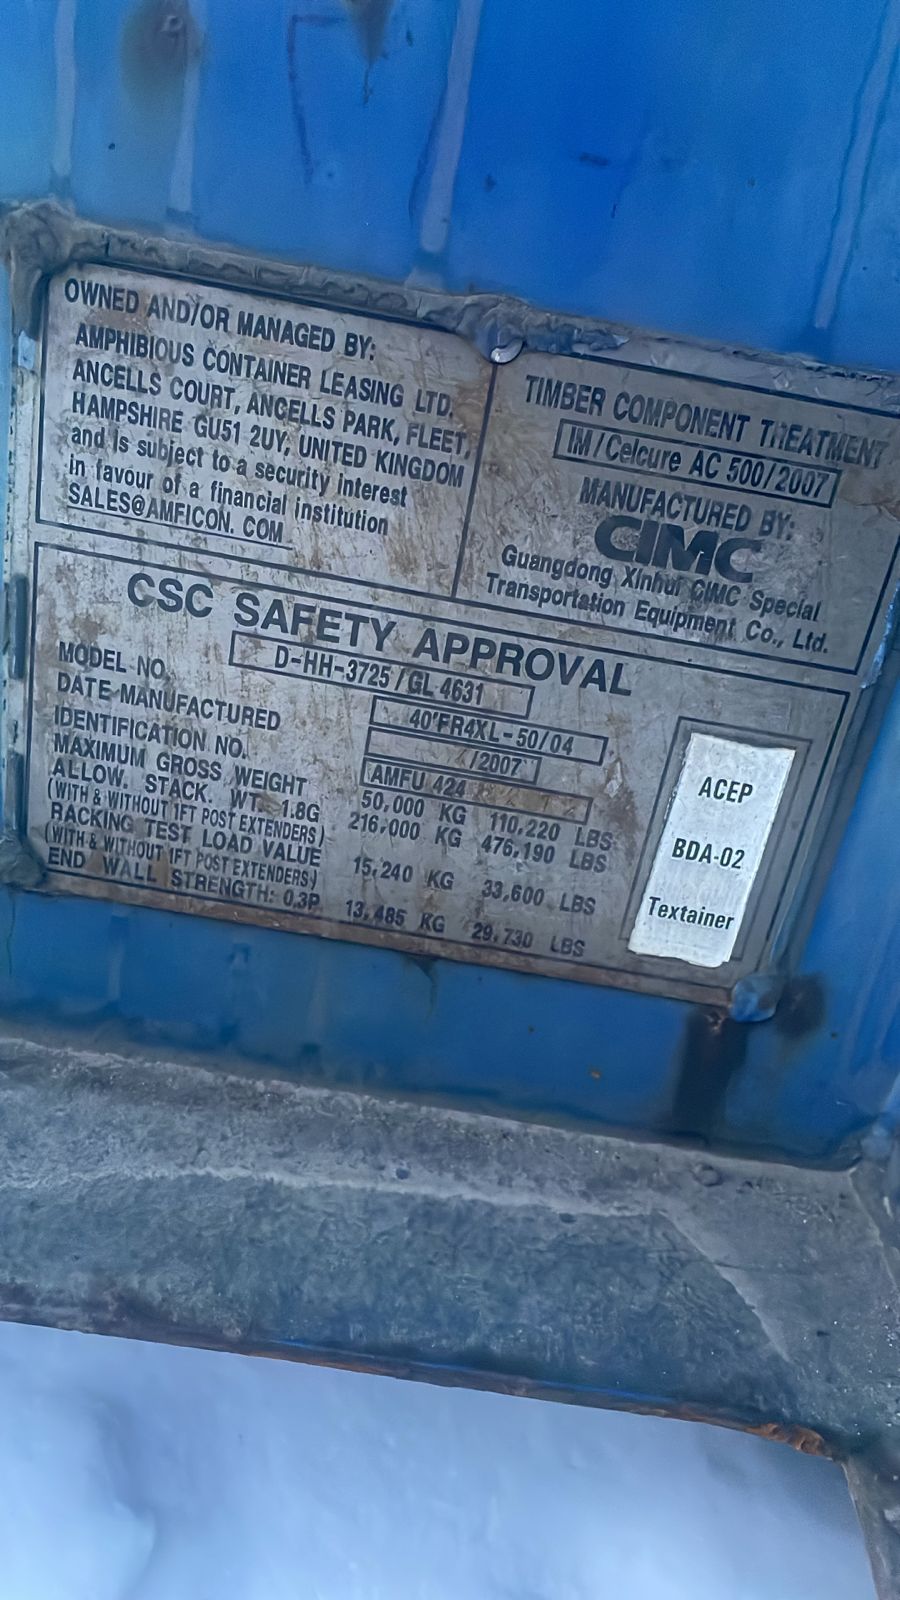 OWNED AND/OR MANAGED BY:
AMPHIBIOUS CONTAINER LEASING LTD.
ANCELLS COURT, ANCELLS PARK, FLEET,
HAMPSHIRE GU51 2UY, UNITED KINGDOM
and is subject to a security interest
in favour of a financial institution
SALES@AMFICON.COM
TIMBER COMPONENT TREATMENT
IM/Celcure AC 500/2007
MANUFACTURED BY:
CIMC
Guangdong Xinhui CIMC Special
Transportation Equipment Co., Ltd.
CSC SAFETY APPROVAL
D-HH-3725/GL 4631
MODEL NO. 40'FR4XL-50/04
DATE MANUFACTURED /2007
IDENTIFICATION NO. AMFU 424
MAXIMUM GROSS WEIGHT 50,000 KG 110,220 LBS
ALLOW. STACK. WT. 1.8G 216,000 KG 476,190 LBS
(WITH & WITHOUT 1FT POST EXTENDERS)
RACKING TEST LOAD VALUE 15,240 KG 33,600 LBS
(WITH & WITHOUT 1FT POST EXTENDERS)
END WALL STRENGTH: 0.3P 13,485 KG 29,730 LBS
ACEP
BDA-02
Textainer